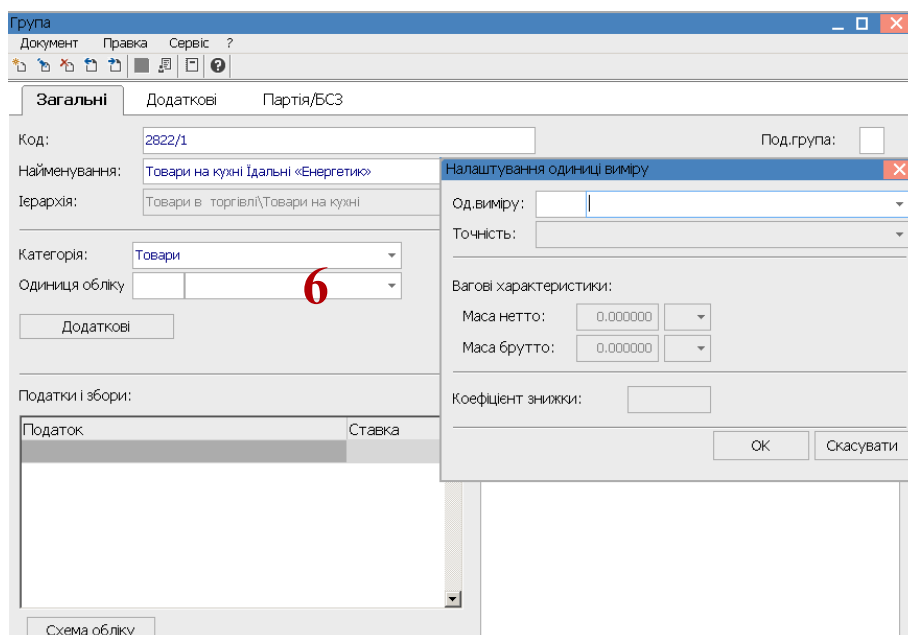 Група
Документ Правка Сервіс ?
Загальні Додаткові Партія/БСЗ
Код: 2822/1 Под.група:
Найменування: Товари на кухні Їдальні «Енергетик»
Ієрархія: Товари в торгівлі\Товари на кухні
Категорія: Товари
Одиниця обліку 6
Додаткові
Податки і збори:
Податок Ставка
Схема обліку
Налаштування одиниці виміру
Од.виміру:
Точність:
Вагові характеристики:
Маса нетто: 0.000000
Маса брутто: 0.000000
Коефіцієнт знижки:
ОК Скасувати